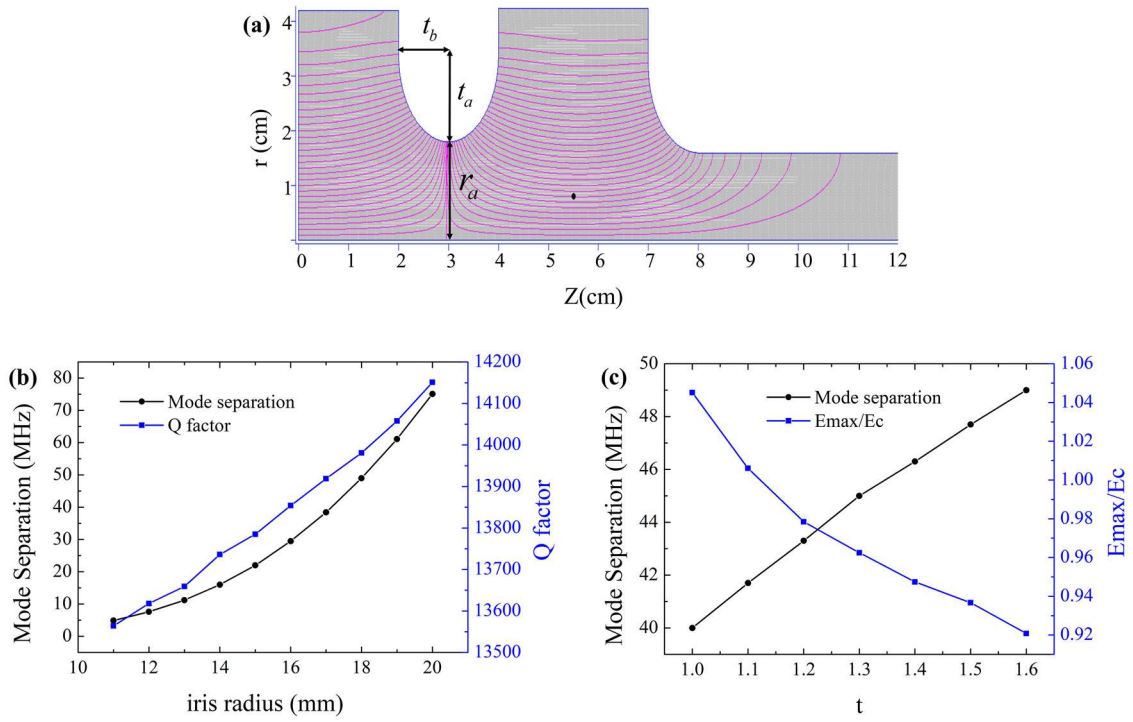 (a)
r (cm)
4
3
2
1
t_b
t_a
r_a
0 1 2 3 4 5 6 7 8 9 10 11 12
Z(cm)
(b)
Mode Separation (MHz)
80
70
60
50
40
30
20
10
0
Mode separation
Q factor
14200
14100
14000
13900
13800
13700
13600
13500
Q factor
10 12 14 16 18 20
iris radius (mm)
(c)
Mode Separation (MHz)
50
48
46
44
42
40
Mode separation
Emax/Ec
1.06
1.04
1.02
1.00
0.98
0.96
0.94
0.92
Emax/Ec
1.0 1.1 1.2 1.3 1.4 1.5 1.6
t